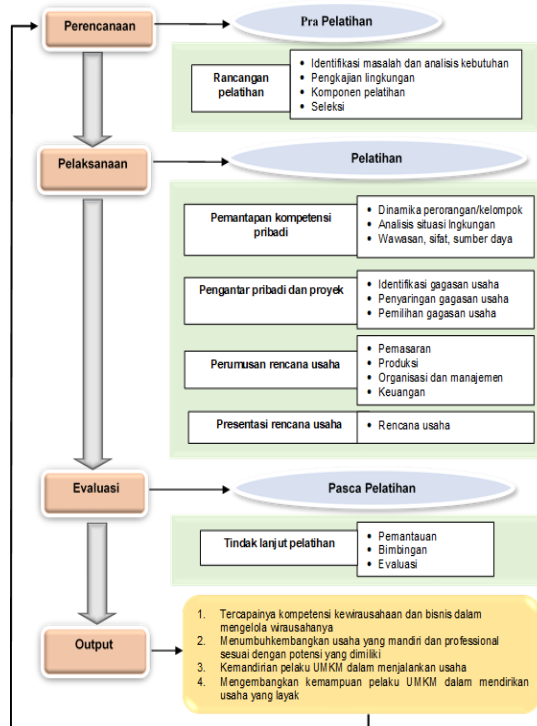 Perencanaan
Pra Pelatihan
Rancangan
pelatihan
• Identifikasi masalah dan analisis kebutuhan
• Pengkajian lingkungan
• Komponen pelatihan
• Seleksi
Pelaksanaan
Pelatihan
Pemantapan kompetensi
pribadi
• Dinamika perorangan/kelompok
• Analisis situasi lngkungan
• Wawasan, sifat, sumber daya
Pengantar pribadi dan proyek
• Identifikasi gagasan usaha
• Penyaringan gagasan usaha
• Pemilihan gagasan usaha
Perumusan rencana usaha
• Pemasaran
• Produksi
• Organisasi dan manajemen
• Keuangan
Presentasi rencana usaha
• Rencana usaha
Evaluasi
Pasca Pelatihan
Tindak lanjut pelatihan
• Pemantauan
• Bimbingan
• Evaluasi
Output
1. Tercapainya kompetensi kewirausahaan dan bisnis dalam
mengelola wirausahanya
2. Menumbuhkembangkan usaha yang mandiri dan professional
sesuai dengan potensi yang dimiliki
3. Kemandirian pelaku UMKM dalam menjalankan usaha
4. Mengembangkan kemampuan pelaku UMKM dalam mendirikan
usaha yang layak